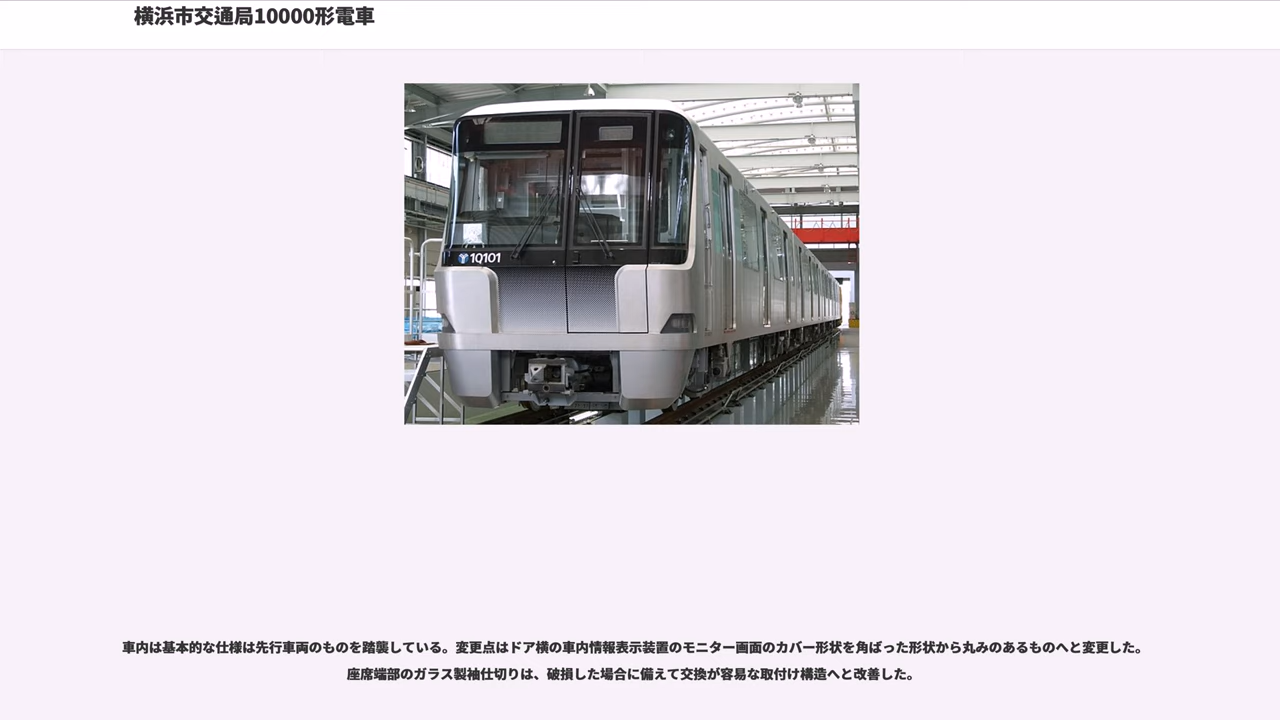 横浜市交通局10000形電車
10101
車内は基本的な仕様は先行車両のものを踏襲している。変更点はドア横の車内情報表示装置のモニター画面のカバー形状を角ばった形状から丸みのあるものへと変更した。
座席端部のガラス製袖仕切りは、破損した場合に備えて交換が容易な取付け構造へと改善した。